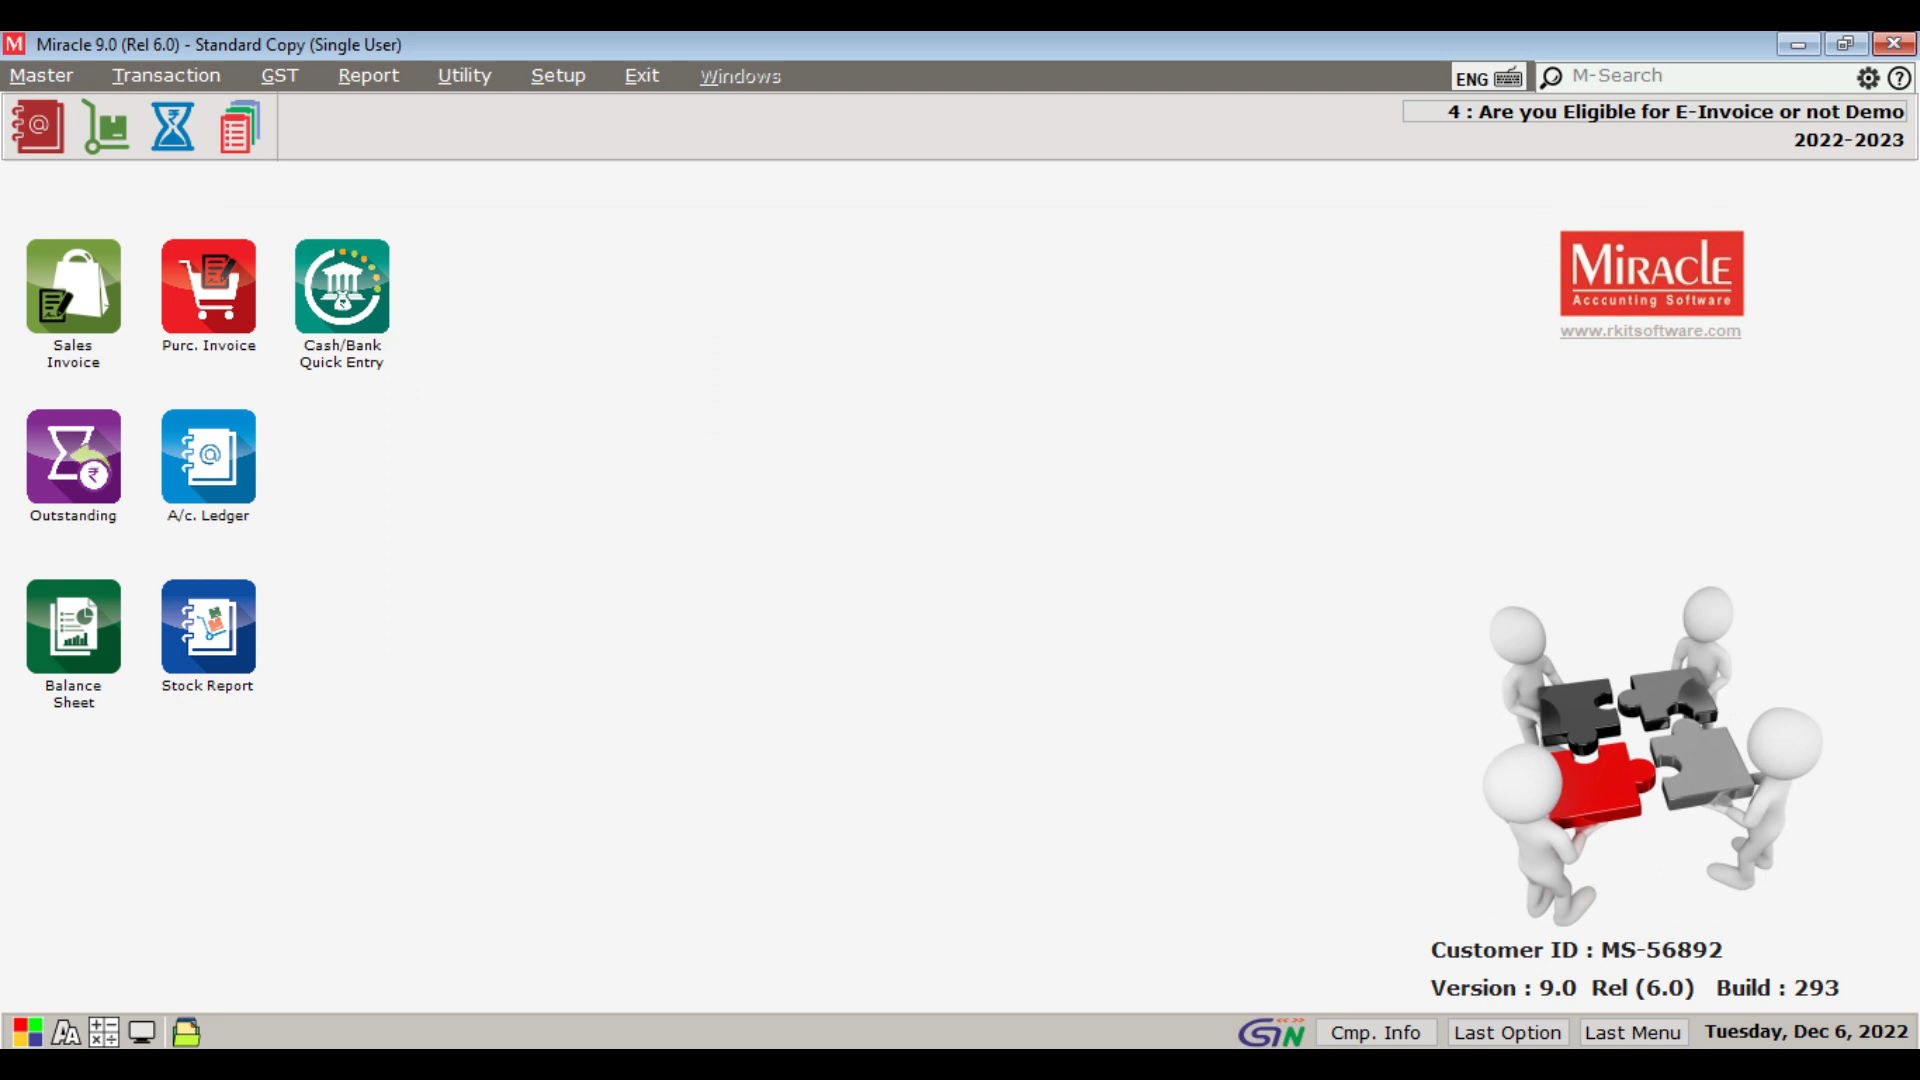 Miracle 9.0 (Rel 6.0) - Standard Copy (Single User)
Master Transaction GST Report Utility Setup Exit Windows
ENG M-Search
4 : Are you Eligible for E-Invoice or not Demo
2022-2023
Sales
Invoice
Purc. Invoice
Cash/Bank
Quick Entry
Outstanding
A/c. Ledger
Balance
Sheet
Stock Report
MIRACLE
Acccunting Software
www.rkitsoftware.com
Customer ID : MS-56892
Version : 9.0 Rel (6.0) Build : 293
Cmp. Info Last Option Last Menu Tuesday, Dec 6, 2022